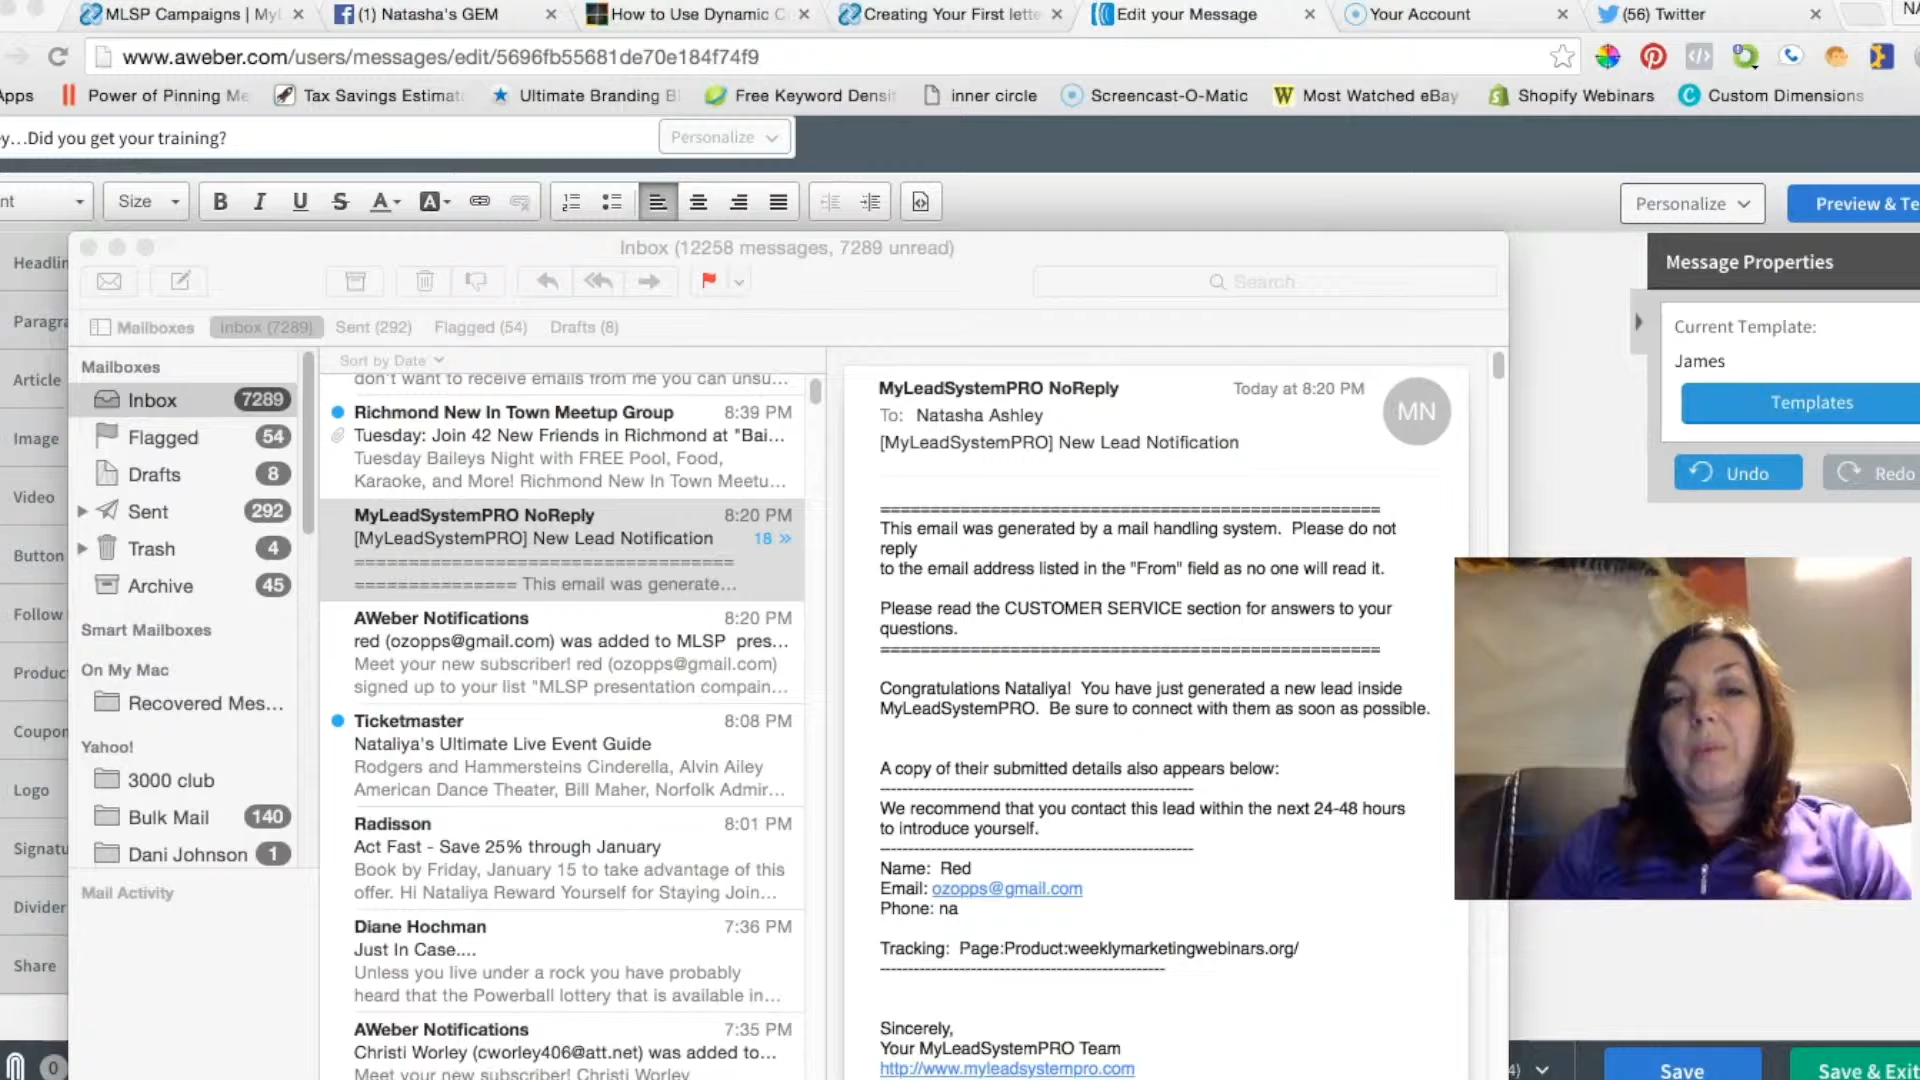 MLSP Campaigns | My
(1) Natasha's GEM
How to Use Dynamic C
Creating Your First lette
Edit your Message
Your Account
(56) Twitter
NA
www.aweber.com/users/messages/edit/5696fb55681de70e184f74f9
Apps
Power of Pinning Me
Tax Savings Estimat
Ultimate Branding B
Free Keyword Densi
inner circle
Screencast-O-Matic
Most Watched eBay
Shopify Webinars
Custom Dimensions
ey...Did you get your training?
Personalize
nt
Size
B I U S A A
Personalize
Preview & Te
Headlin
Paragra
Article
Image
Video
Button
Follow
Produc
Coupon
Logo
Signatu
Divider
Share
0
Inbox (12258 messages, 7289 unread)
Search
Mailboxes
Inbox (7289)
Sent (292)
Flagged (54)
Drafts (8)
Mailboxes
Inbox 7289
Flagged 54
Drafts 8
Sent 292
Trash 4
Archive 45
Smart Mailboxes
On My Mac
Recovered Mes...
Yahoo!
3000 club
Bulk Mail 140
Dani Johnson 1
Mail Activity
Sort by Date
don't want to receive emails from me you can unsu...
Richmond New In Town Meetup Group 8:39 PM
Tuesday: Join 42 New Friends in Richmond at "Bai...
Tuesday Baileys Night with FREE Pool, Food,
Karaoke, and More! Richmond New In Town Meetu...
MyLeadSystemPRO NoReply 8:20 PM
[MyLeadSystemPRO] New Lead Notification 18 »
===================================
=============== This email was generate...
AWeber Notifications 8:20 PM
red (ozopps@gmail.com) was added to MLSP pres...
Meet your new subscriber! red (ozopps@gmail.com)
signed up to your list "MLSP presentation compain...
Ticketmaster 8:08 PM
Nataliya's Ultimate Live Event Guide
Rodgers and Hammersteins Cinderella, Alvin Ailey
American Dance Theater, Bill Maher, Norfolk Admir...
Radisson 8:01 PM
Act Fast - Save 25% through January
Book by Friday, January 15 to take advantage of this
offer. Hi Nataliya Reward Yourself for Staying Join...
Diane Hochman 7:36 PM
Just In Case....
Unless you live under a rock you have probably
heard that the Powerball lottery that is available in...
AWeber Notifications 7:35 PM
Christi Worley (cworley406@att.net) was added to...
Meet your new subscriber! Christi Worley
MyLeadSystemPRO NoReply Today at 8:20 PM
MN
To: Natasha Ashley
[MyLeadSystemPRO] New Lead Notification
==================================================
This email was generated by a mail handling system. Please do not
reply
to the email address listed in the "From" field as no one will read it.
Please read the CUSTOMER SERVICE section for answers to your
questions.
==================================================
Congratulations Nataliya! You have just generated a new lead inside
MyLeadSystemPRO. Be sure to connect with them as soon as possible.
A copy of their submitted details also appears below:
--------------------------------------------------------
We recommend that you contact this lead within the next 24-48 hours
to introduce yourself.
--------------------------------------------------------
Name: Red
Email: ozopps@gmail.com
Phone: na
Tracking: Page:Product:weeklymarketingwebinars.org/
---------------------------------------------------
Sincerely,
Your MyLeadSystemPRO Team
http://www.myleadsystempro.com
Message Properties
Current Template:
James
Templates
Undo
Redo
4)
Save
Save & Exit